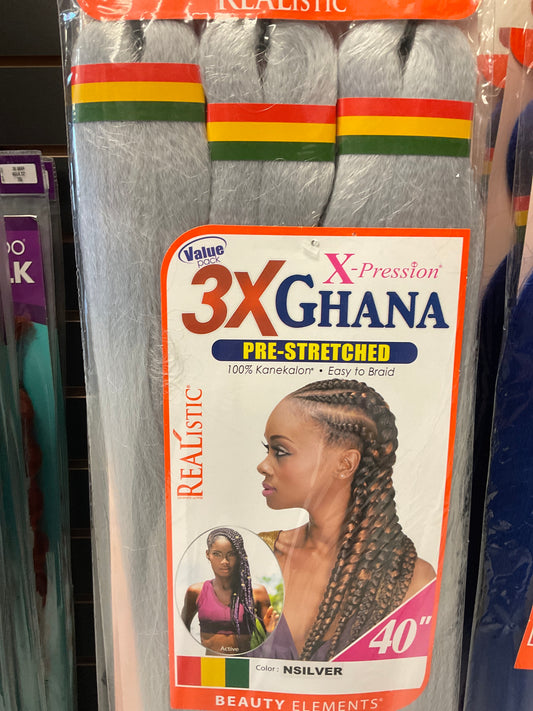 REALISTIC
Value
pack
X-Pression®
3X GHANA
PRE-STRETCHED
100% Kanekalon® • Easy to Braid
REALISTIC®
Active
40"
Color: NSILVER
BEAUTY ELEMENTS®
LK